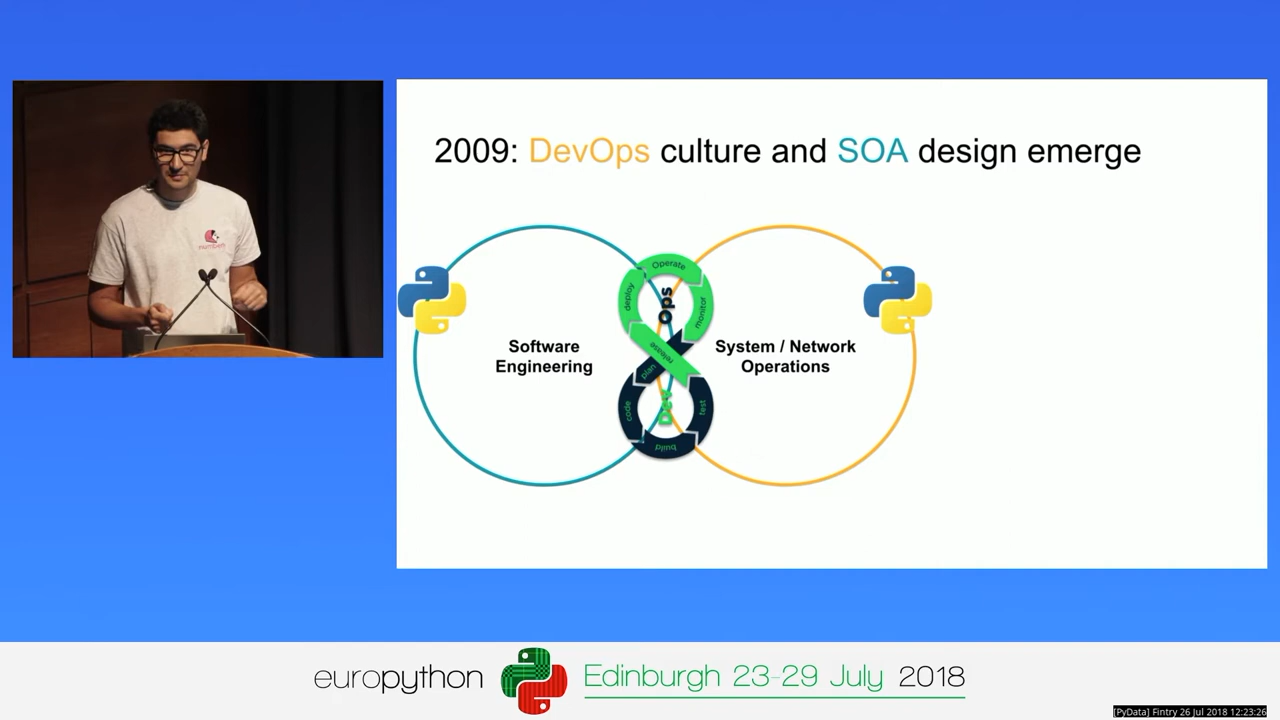 2009: DevOps culture and SOA design emerge
Operate
deploy
Ops
monitor
Software
Engineering
System / Network
Operations
release
plan
code
Dev
test
build
europython
Edinburgh 23-29 July 2018
[PyData] Fintry 26 Jul 2018 12:23:26